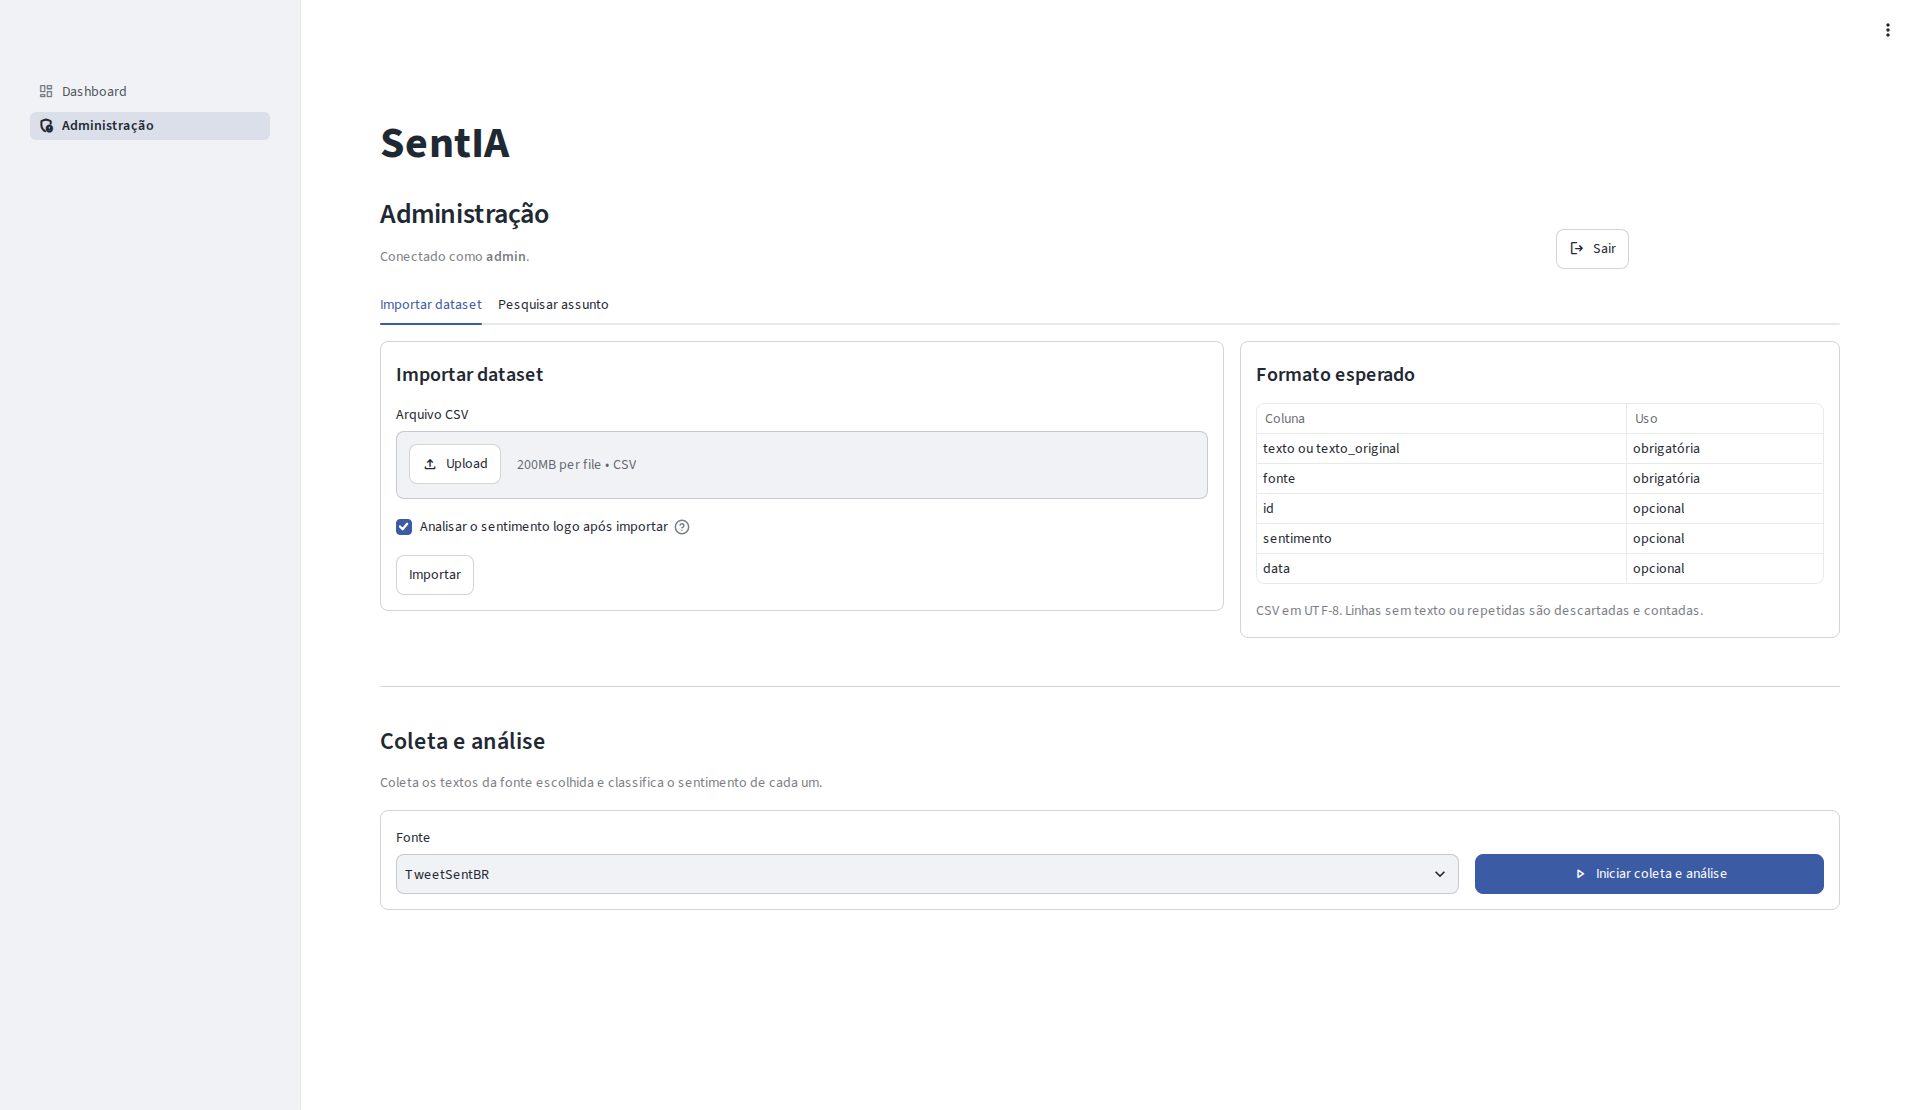 Dashboard
Administração
SentIA
Administração
Conectado como admin.
Sair
Importar dataset Pesquisar assunto
Importar dataset
Arquivo CSV
Upload 200MB per file • CSV
Analisar o sentimento logo após importar
Importar
Formato esperado
Coluna Uso
texto ou texto_original obrigatória
fonte obrigatória
id opcional
sentimento opcional
data opcional
CSV em UTF-8. Linhas sem texto ou repetidas são descartadas e contadas.
Coleta e análise
Coleta os textos da fonte escolhida e classifica o sentimento de cada um.
Fonte
TweetSentBR
Iniciar coleta e análise